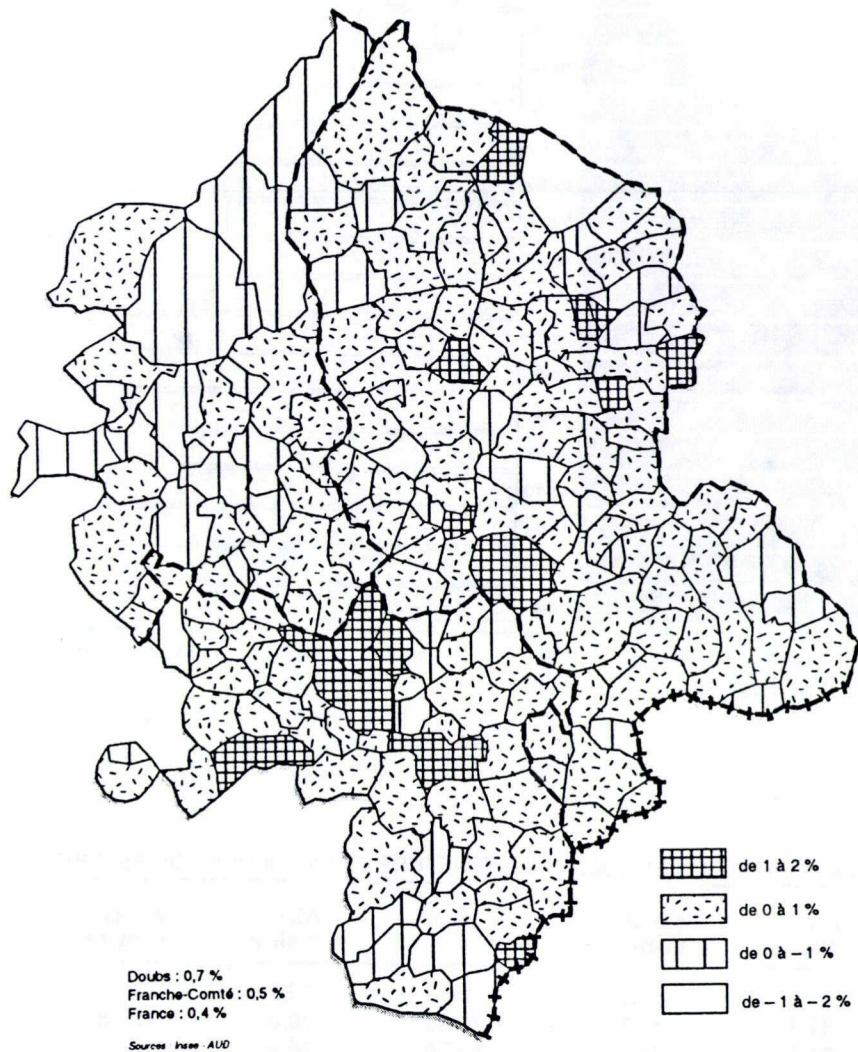 de 1 à 2 %
de 0 à 1 %
de 0 à – 1 %
de – 1 à – 2 %
Doubs : 0,7 %
Franche-Comté : 0,5 %
France : 0,4 %
Sources : Insee - AUD